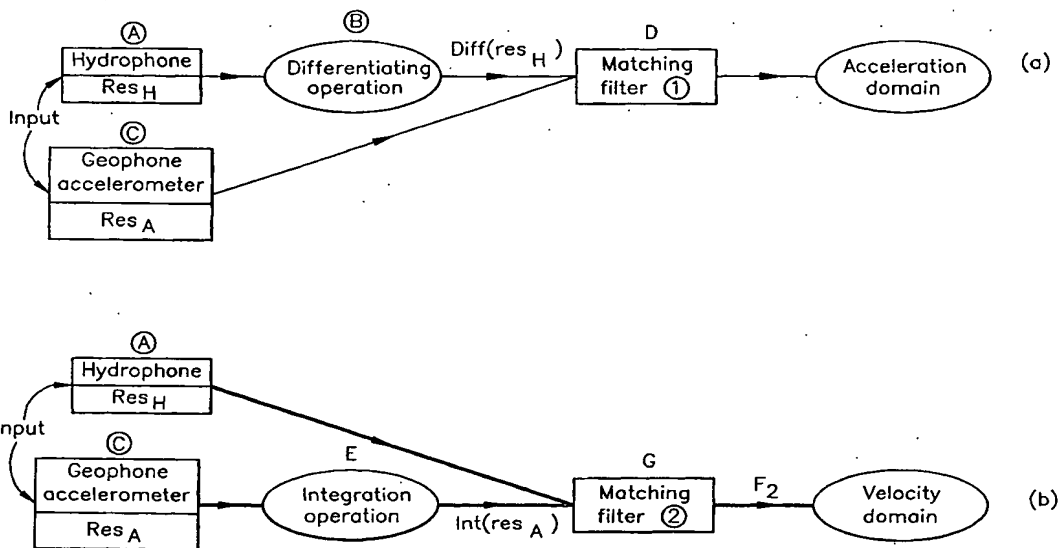 Ⓐ
Hydrophone
Res H
Input
Ⓒ
Geophone
accelerometer
Res A
Ⓑ
Differentiating
operation
Diff(res H)
D
Matching
filter ①
Acceleration
domain
(a)
Ⓐ
Hydrophone
Res H
nput
Ⓒ
Geophone
accelerometer
Res A
E
Integration
operation
Int(res A)
G
Matching
filter ②
F2
Velocity
domain
(b)